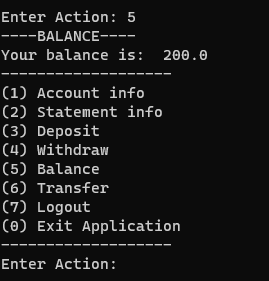 Enter Action: 5
----BALANCE----
Your balance is:  200.0
-------------------
(1) Account info
(2) Statement info
(3) Deposit
(4) Withdraw
(5) Balance
(6) Transfer
(7) Logout
(0) Exit Application
-------------------
Enter Action: